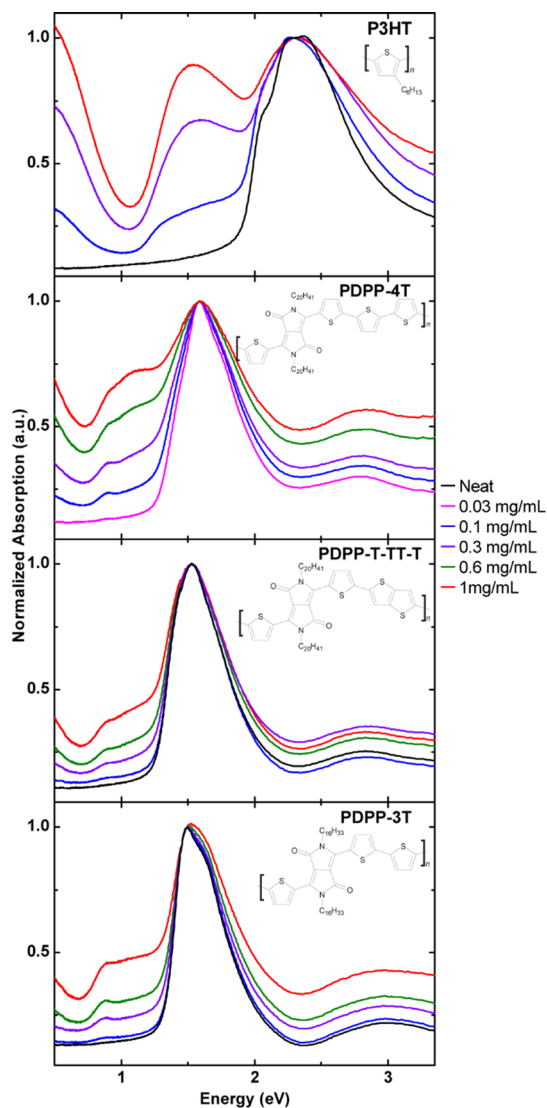 Normalized Absorption (a.u.)
P3HT
1.0
0.5
S
n
C6H13
PDPP-4T
1.0
0.5
C20H41
O
N
S
S
S
n
S
N
O
C20H41
PDPP-T-TT-T
1.0
0.5
C20H41
O
N
S
S
S
n
S
N
O
C20H41
PDPP-3T
1.0
0.5
C16H33
O
N
S
S
n
S
N
O
C16H33
1
2
3
Energy (eV)
Neat
0.03 mg/mL
0.1 mg/mL
0.3 mg/mL
0.6 mg/mL
1mg/mL